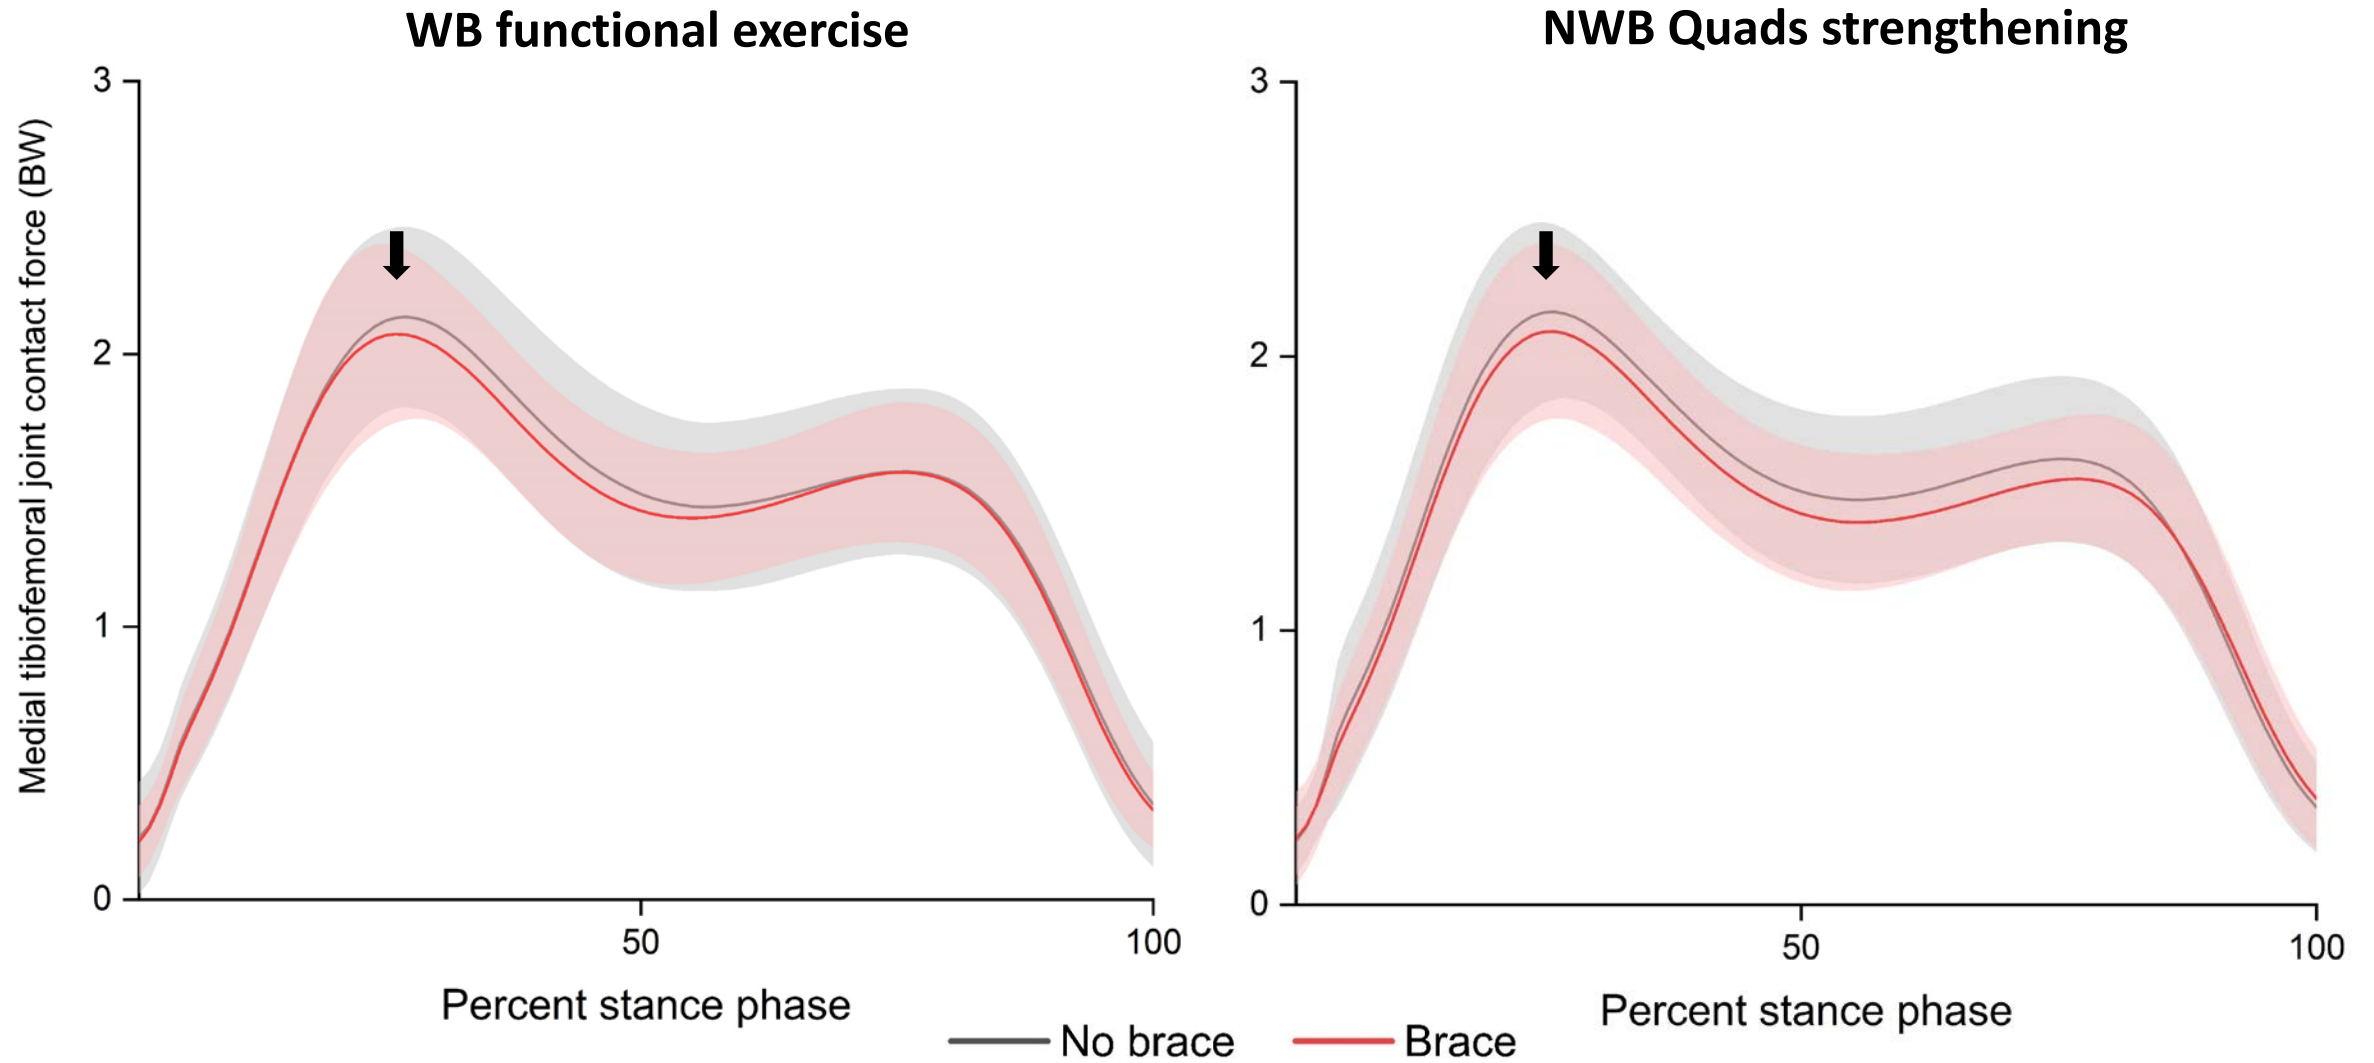 WB functional exercise
NWB Quads strengthening
Medial tibiofemoral joint contact force (BW)
3
2
1
0
50
100
Percent stance phase
3
2
1
0
50
100
Percent stance phase
No brace
Brace